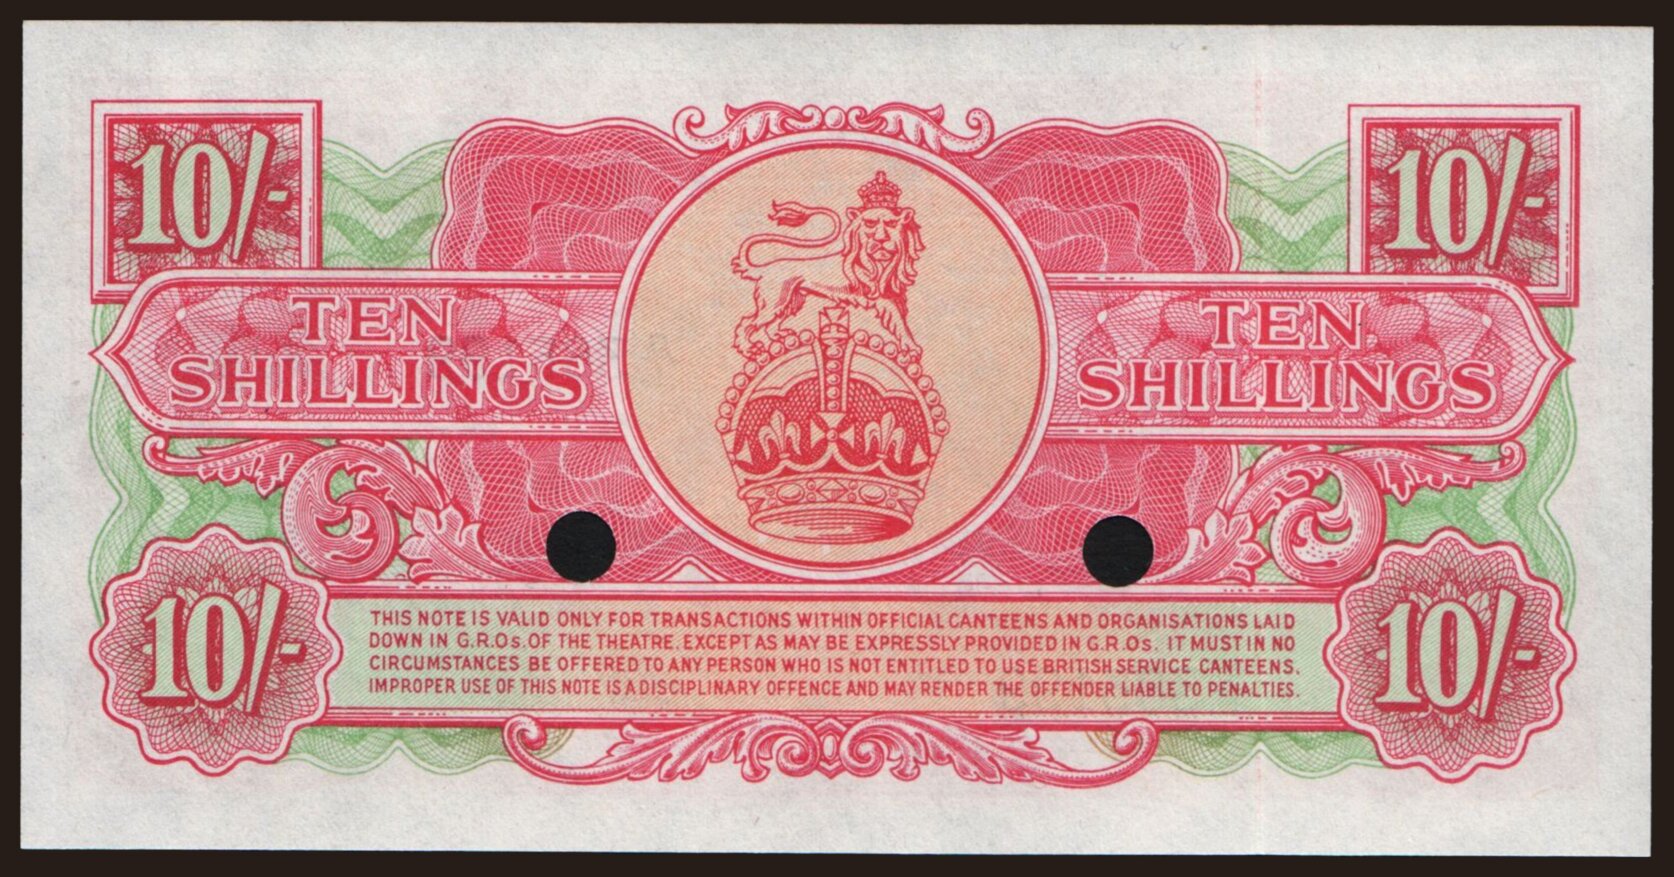 10/- 10/-
TEN TEN
SHILLINGS SHILLINGS
THIS NOTE IS VALID ONLY FOR TRANSACTIONS WITHIN OFFICIAL CANTEENS AND ORGANISATIONS LAID
DOWN IN G.R.Os. OF THE THEATRE. EXCEPT AS MAY BE EXPRESSLY PROVIDED IN G.R.Os. IT MUST IN NO
CIRCUMSTANCES BE OFFERED TO ANY PERSON WHO IS NOT ENTITLED TO USE BRITISH SERVICE CANTEENS.
IMPROPER USE OF THIS NOTE IS A DISCIPLINARY OFFENCE AND MAY RENDER THE OFFENDER LIABLE TO PENALTIES.
10/- 10/-